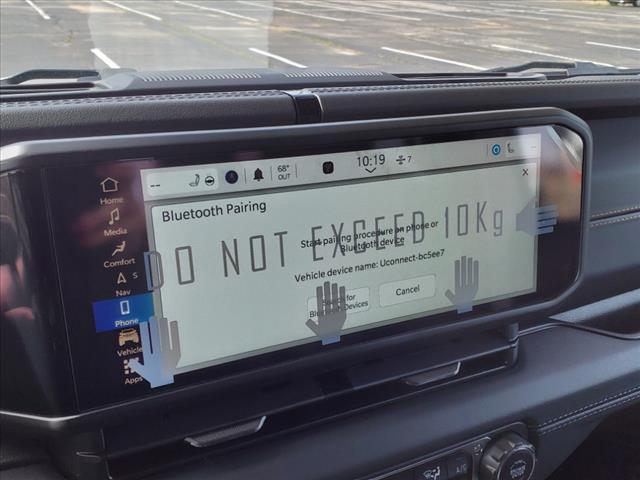 --
68°
OUT
10:19
7
--
Home
Media
Comfort
Nav
S
Phone
Vehicle
Apps
Bluetooth Pairing
x
Start pairing procedure on phone or
Bluetooth device
DO NOT EXCEED 10Kg
Vehicle device name: Uconnect-bc5ee7
Search for
Bluetooth Devices
Cancel
A/C